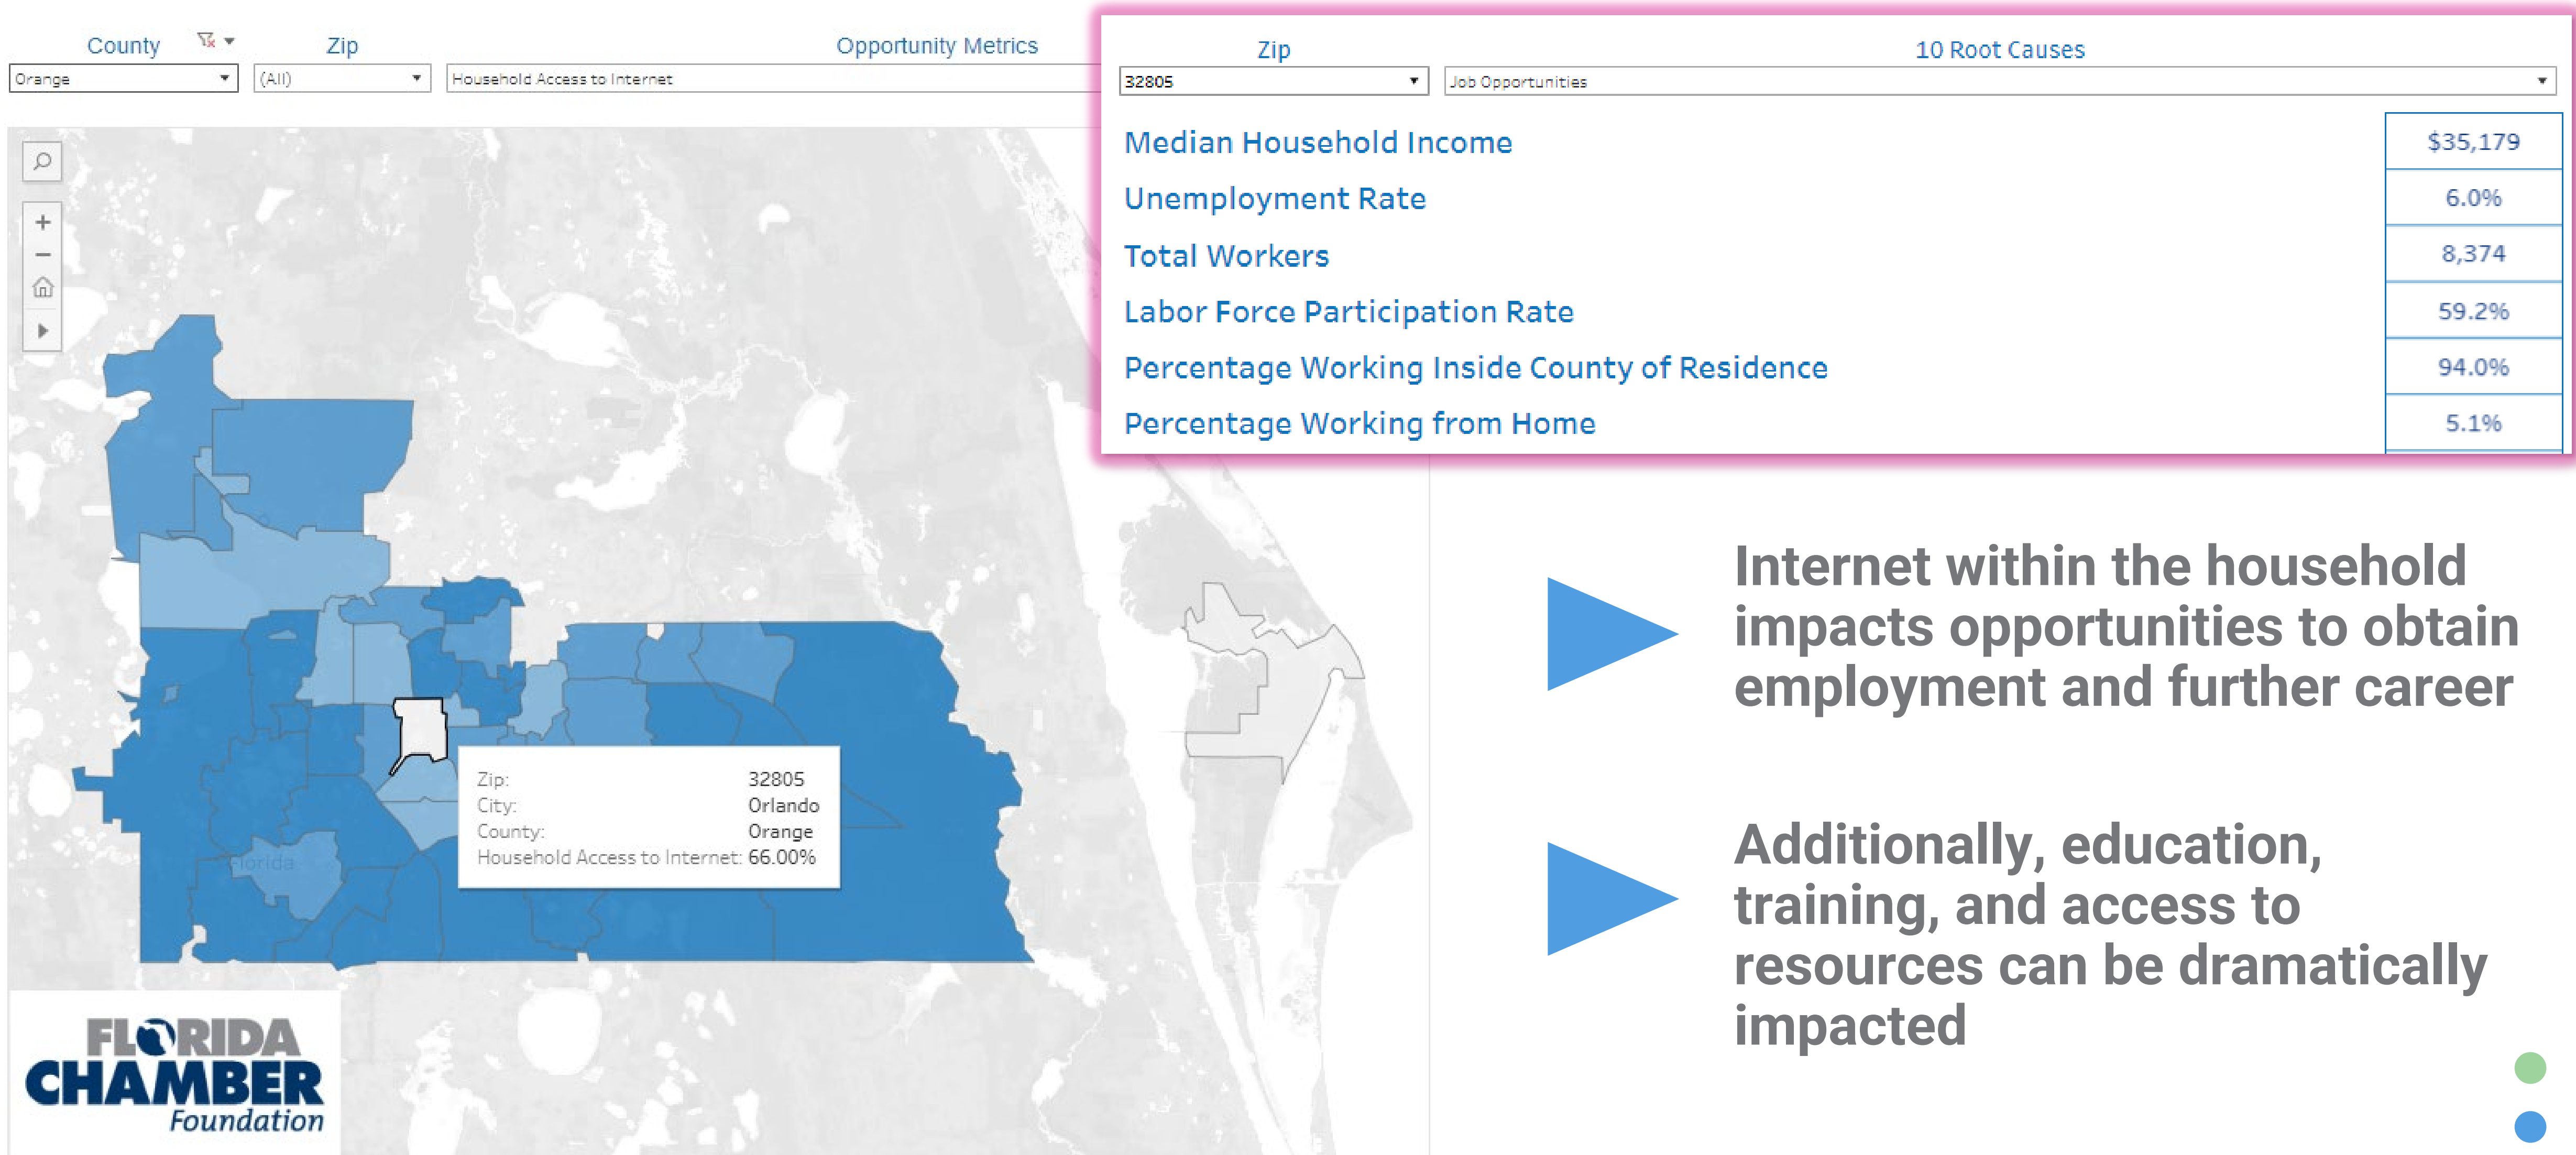 County
Zip
Opportunity Metrics
Orange
(All)
Household Access to Internet
Zip
10 Root Causes
32805
Job Opportunities
Median Household Income $35,179
Unemployment Rate 6.0%
Total Workers 8,374
Labor Force Participation Rate 59.2%
Percentage Working Inside County of Residence 94.0%
Percentage Working from Home 5.1%
Florida
Zip: 32805
City: Orlando
County: Orange
Household Access to Internet: 66.00%
Internet within the household
impacts opportunities to obtain
employment and further career
Additionally, education,
training, and access to
resources can be dramatically
impacted
FLORIDA
CHAMBER
Foundation